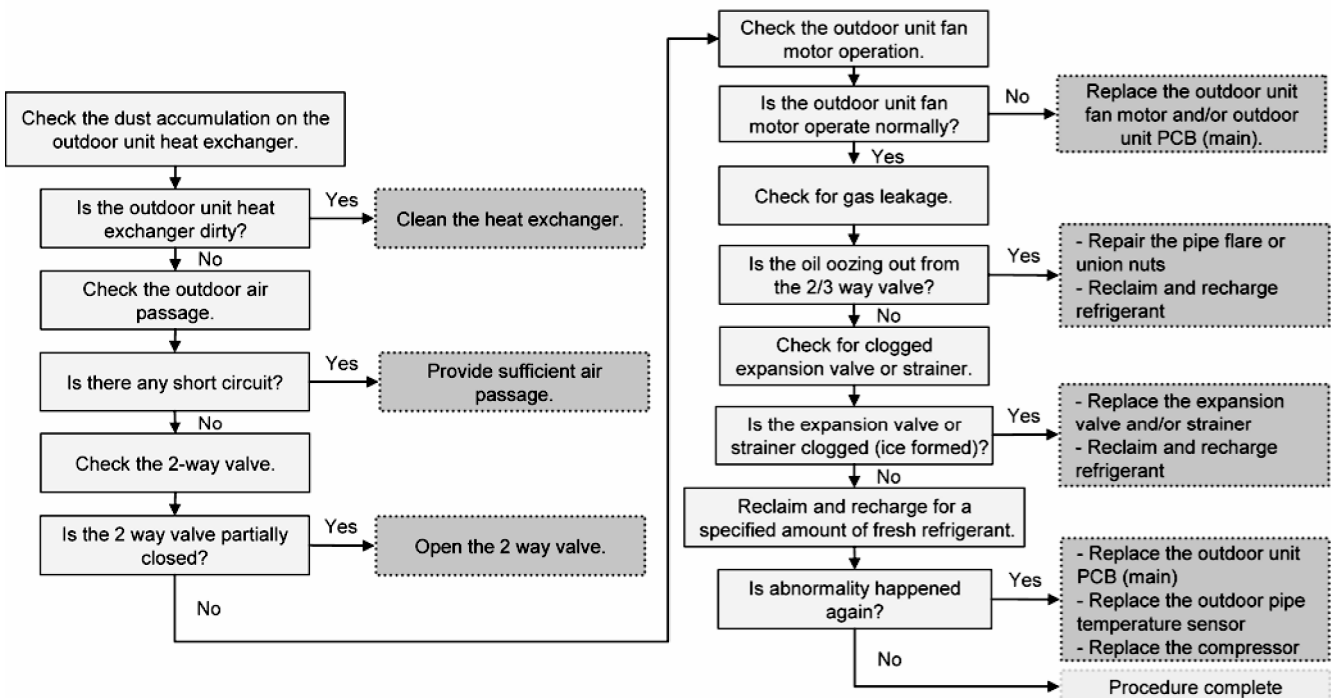 Check the dust accumulation on the
outdoor unit heat exchanger.
Is the outdoor unit heat
exchanger dirty?
Yes
Clean the heat exchanger.
No
Check the outdoor air
passage.
Is there any short circuit?
Yes
Provide sufficient air
passage.
No
Check the 2-way valve.
Is the 2 way valve partially
closed?
Yes
Open the 2 way valve.
No
Check the outdoor unit fan
motor operation.
Is the outdoor unit fan
motor operate normally?
No
Replace the outdoor unit
fan motor and/or outdoor
unit PCB (main).
Yes
Check for gas leakage.
Is the oil oozing out from
the 2/3 way valve?
Yes
- Repair the pipe flare or
union nuts
- Reclaim and recharge
refrigerant
No
Check for clogged
expansion valve or strainer.
Is the expansion valve or
strainer clogged (ice formed)?
Yes
- Replace the expansion
valve and/or strainer
- Reclaim and recharge
refrigerant
No
Reclaim and recharge for a
specified amount of fresh refrigerant.
Is abnormality happened
again?
Yes
- Replace the outdoor unit
PCB (main)
- Replace the outdoor pipe
temperature sensor
- Replace the compressor
No
Procedure complete